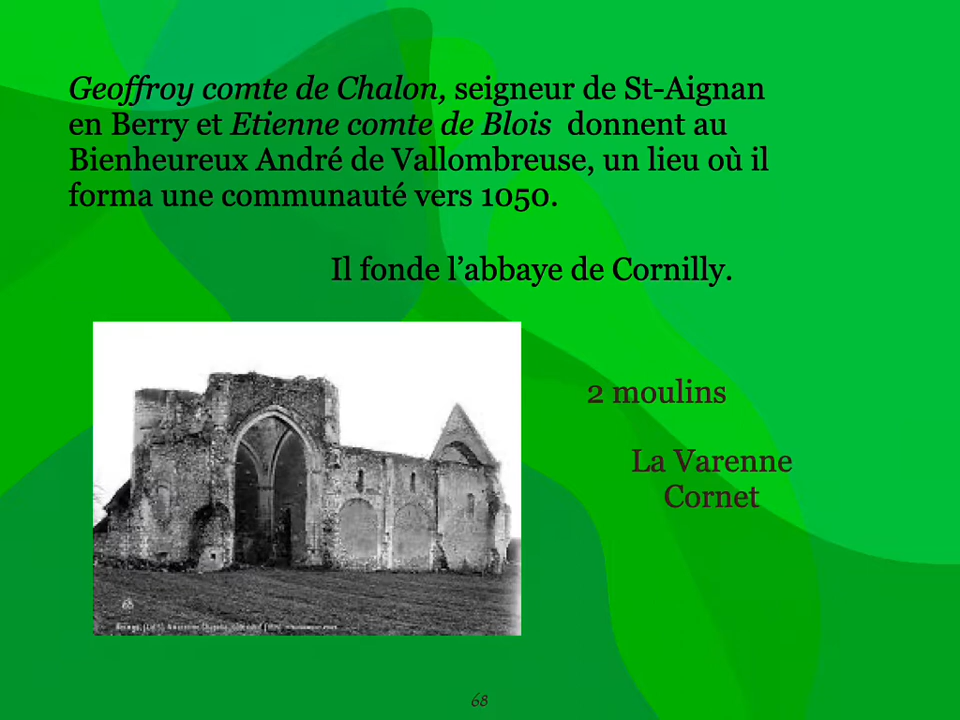 Geoffroy comte de Chalon, seigneur de St-Aignan
en Berry et Etienne comte de Blois donnent au
Bienheureux André de Vallombreuse, un lieu où il
forma une communauté vers 1050.
Il fonde l’abbaye de Cornilly.
2 moulins
La Varenne
Cornet
68
68